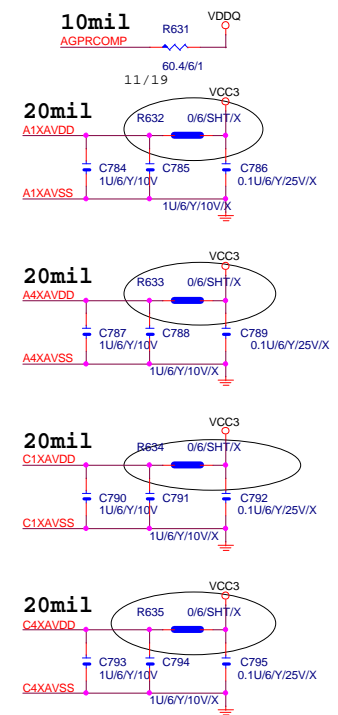 10mil
R631
VDDQ
AGPRCOMP
60.4/6/1
11/19
20mil
VCC3
R632
0/6/SHT/X
A1XAVDD
C784
C785
C786
1U/6/Y/10V
0.1U/6/Y/25V/X
A1XAVSS
1U/6/Y/10V/X
20mil
VCC3
R633
0/6/SHT/X
A4XAVDD
C787
C788
C789
1U/6/Y/10V
0.1U/6/Y/25V/X
A4XAVSS
1U/6/Y/10V/X
20mil
VCC3
R634
0/6/SHT/X
C1XAVDD
C790
C791
C792
1U/6/Y/10V
0.1U/6/Y/25V/X
C1XAVSS
1U/6/Y/10V/X
20mil
VCC3
R635
0/6/SHT/X
C4XAVDD
C793
C794
C795
1U/6/Y/10V
0.1U/6/Y/25V/X
C4XAVSS
1U/6/Y/10V/X